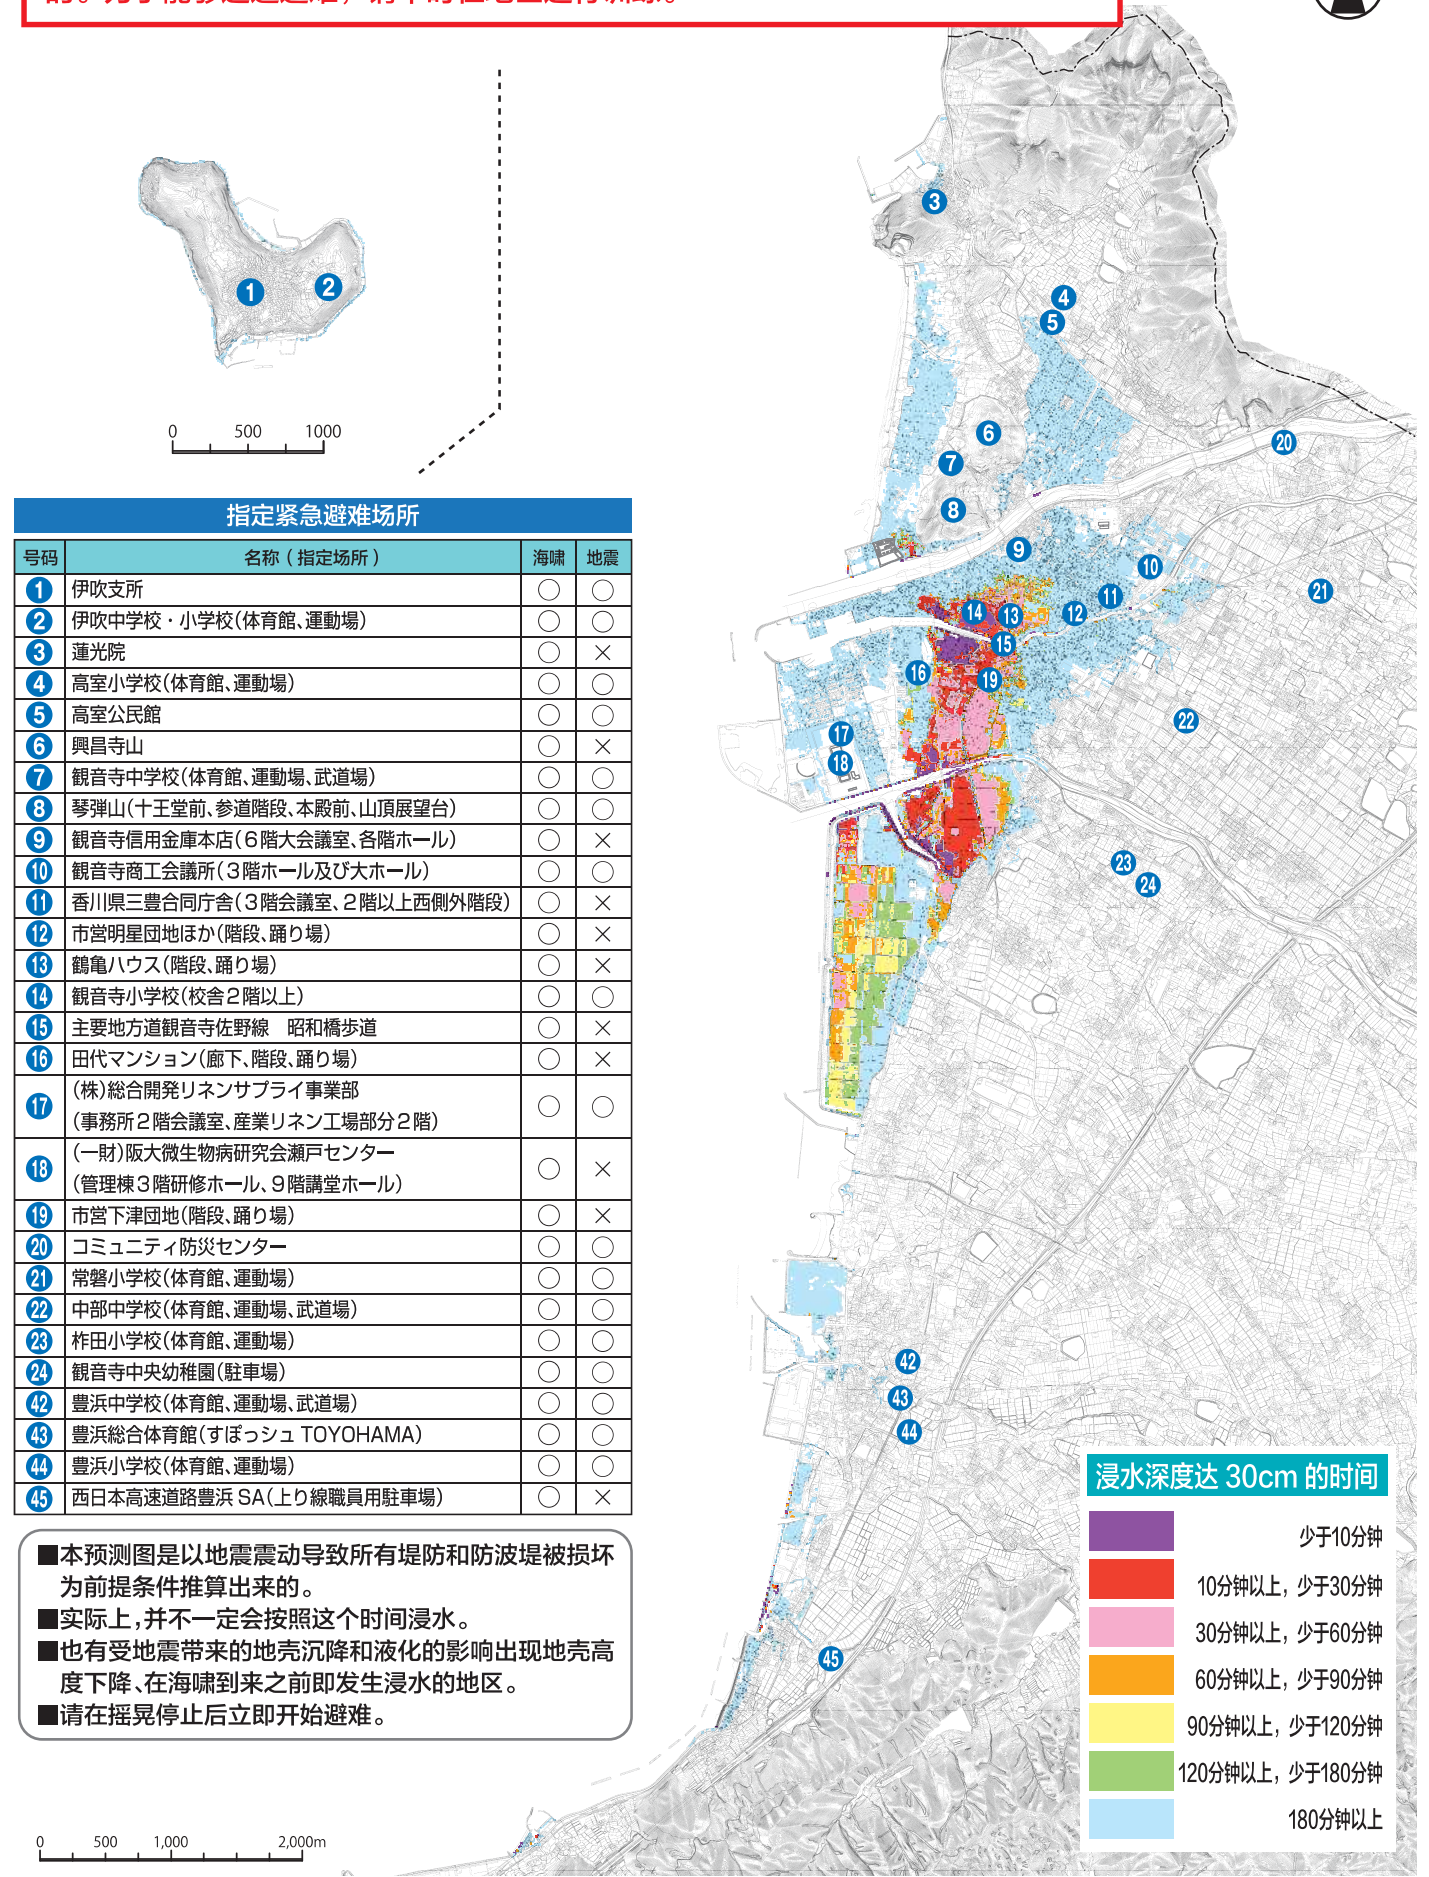 0 500 1000
指定紧急避难场所
号码 名称（指定场所） 海啸 地震
1 伊吹支所 ○ ○
2 伊吹中学校・小学校(体育館、運動場) ○ ○
3 蓮光院 ○ ×
4 高室小学校(体育館、運動場) ○ ○
5 高室公民館 ○ ○
6 興昌寺山 ○ ×
7 観音寺中学校(体育館、運動場、武道場) ○ ○
8 琴弾山(十王堂前、参道階段、本殿前、山頂展望台) ○ ○
9 観音寺信用金庫本店(６階大会議室、各階ホール) ○ ×
10 観音寺商工会議所(３階ホール及び大ホール) ○ ○
11 香川県三豊合同庁舎(３階会議室、２階以上西側外階段) ○ ×
12 市営明星団地ほか(階段、踊り場) ○ ×
13 鶴亀ハウス(階段、踊り場) ○ ×
14 観音寺小学校(校舎２階以上) ○ ○
15 主要地方道観音寺佐野線　昭和橋歩道 ○ ×
16 田代マンション(廊下、階段、踊り場) ○ ×
17 (株)総合開発リネンサプライ事業部
(事務所２階会議室、産業リネン工場部分２階) ○ ○
18 (一財)阪大微生物病研究会瀬戸センター
(管理棟３階研修ホール、９階講堂ホール) ○ ×
19 市営下津団地(階段、踊り場) ○ ×
20 コミュニティ防災センター ○ ○
21 常磐小学校(体育館、運動場) ○ ○
22 中部中学校(体育館、運動場、武道場) ○ ○
23 柞田小学校(体育館、運動場) ○ ○
24 観音寺中央幼稚園(駐車場) ○ ○
42 豊浜中学校(体育館、運動場、武道場) ○ ○
43 豊浜総合体育館(すぽっシュ TOYOHAMA) ○ ○
44 豊浜小学校(体育館、運動場) ○ ○
45 西日本高速道路豊浜 SA(上り線職員用駐車場) ○ ×
■本预测图是以地震震动导致所有堤防和防波堤被损坏
为前提条件推算出来的。
■实际上，并不一定会按照这个时间浸水。
■也有受地震带来的地壳沉降和液化的影响出现地壳高
度下降、在海啸到来之前即发生浸水的地区。
■请在摇晃停止后立即开始避难。
0 500 1,000 2,000m
1
2
3
4
5
6
7
8
20
9
10
21
11
12
13
14
15
16
19
22
17
18
23
24
42
43
44
45
浸水深度达 30cm 的时间
少于10分钟
10分钟以上，少于30分钟
30分钟以上，少于60分钟
60分钟以上，少于90分钟
90分钟以上，少于120分钟
120分钟以上，少于180分钟
180分钟以上